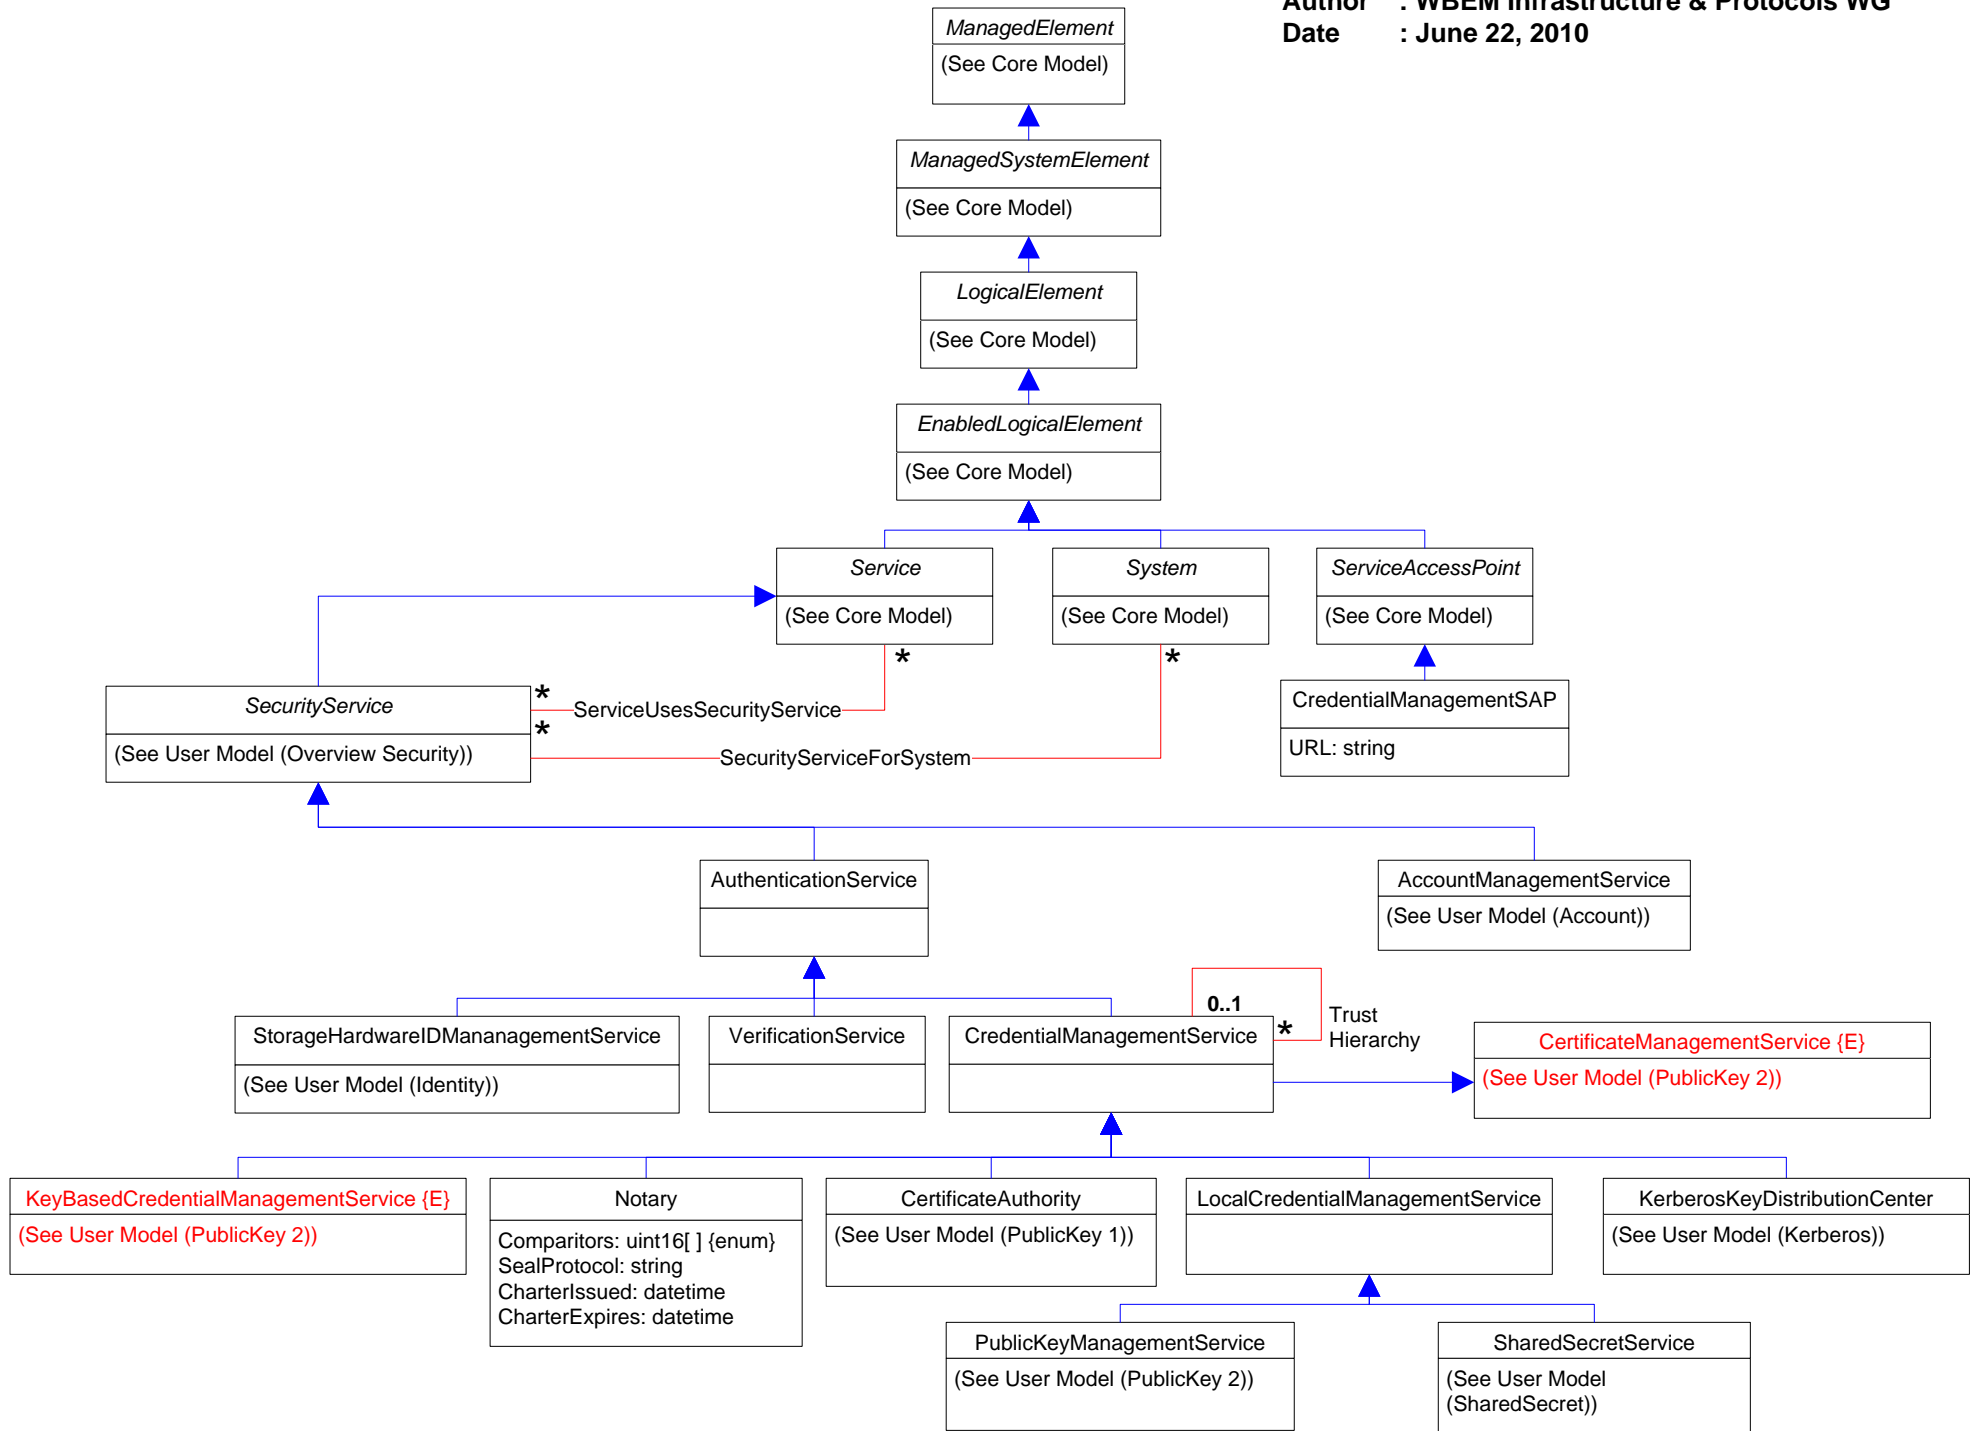 Author : WBEM Infrastructure & Protocols WG
Date : June 22, 2010
ManagedElement
(See Core Model)
ManagedSystemElement
(See Core Model)
LogicalElement
(See Core Model)
EnabledLogicalElement
(See Core Model)
Service
(See Core Model)
System
(See Core Model)
ServiceAccessPoint
(See Core Model)
*
*
SecurityService
(See User Model (Overview Security))
*
ServiceUsesSecurityService
*
SecurityServiceForSystem
CredentialManagementSAP
URL: string
AuthenticationService
AccountManagementService
(See User Model (Account))
0..1
*
Trust
Hierarchy
StorageHardwareIDMananagementService
(See User Model (Identity))
VerificationService
CredentialManagementService
CertificateManagementService {E}
(See User Model (PublicKey 2))
KeyBasedCredentialManagementService {E}
(See User Model (PublicKey 2))
Notary
Comparitors: uint16[ ] {enum}
SealProtocol: string
CharterIssued: datetime
CharterExpires: datetime
CertificateAuthority
(See User Model (PublicKey 1))
LocalCredentialManagementService
KerberosKeyDistributionCenter
(See User Model (Kerberos))
PublicKeyManagementService
(See User Model (PublicKey 2))
SharedSecretService
(See User Model
(SharedSecret))